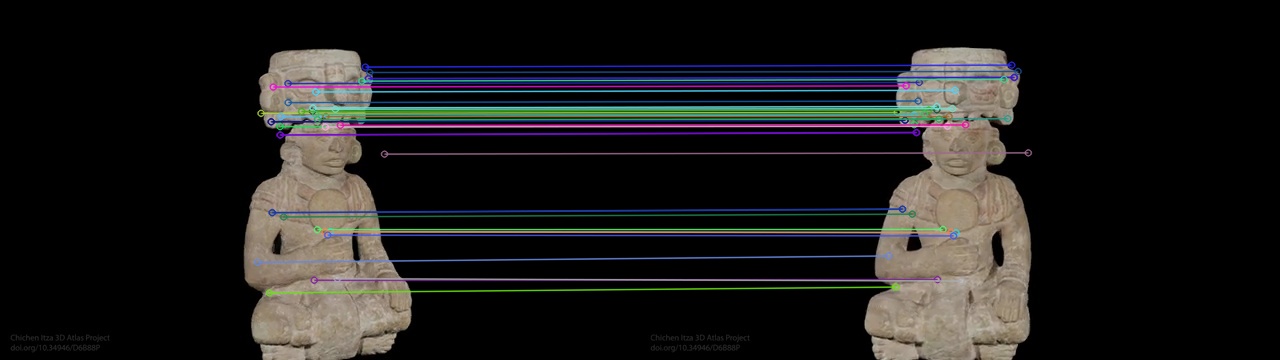 Chichen Itza 3D Atlas Project
doi.org/10.34946/D6B88P
Chichen Itza 3D Atlas Project
doi.org/10.34946/D6B88P